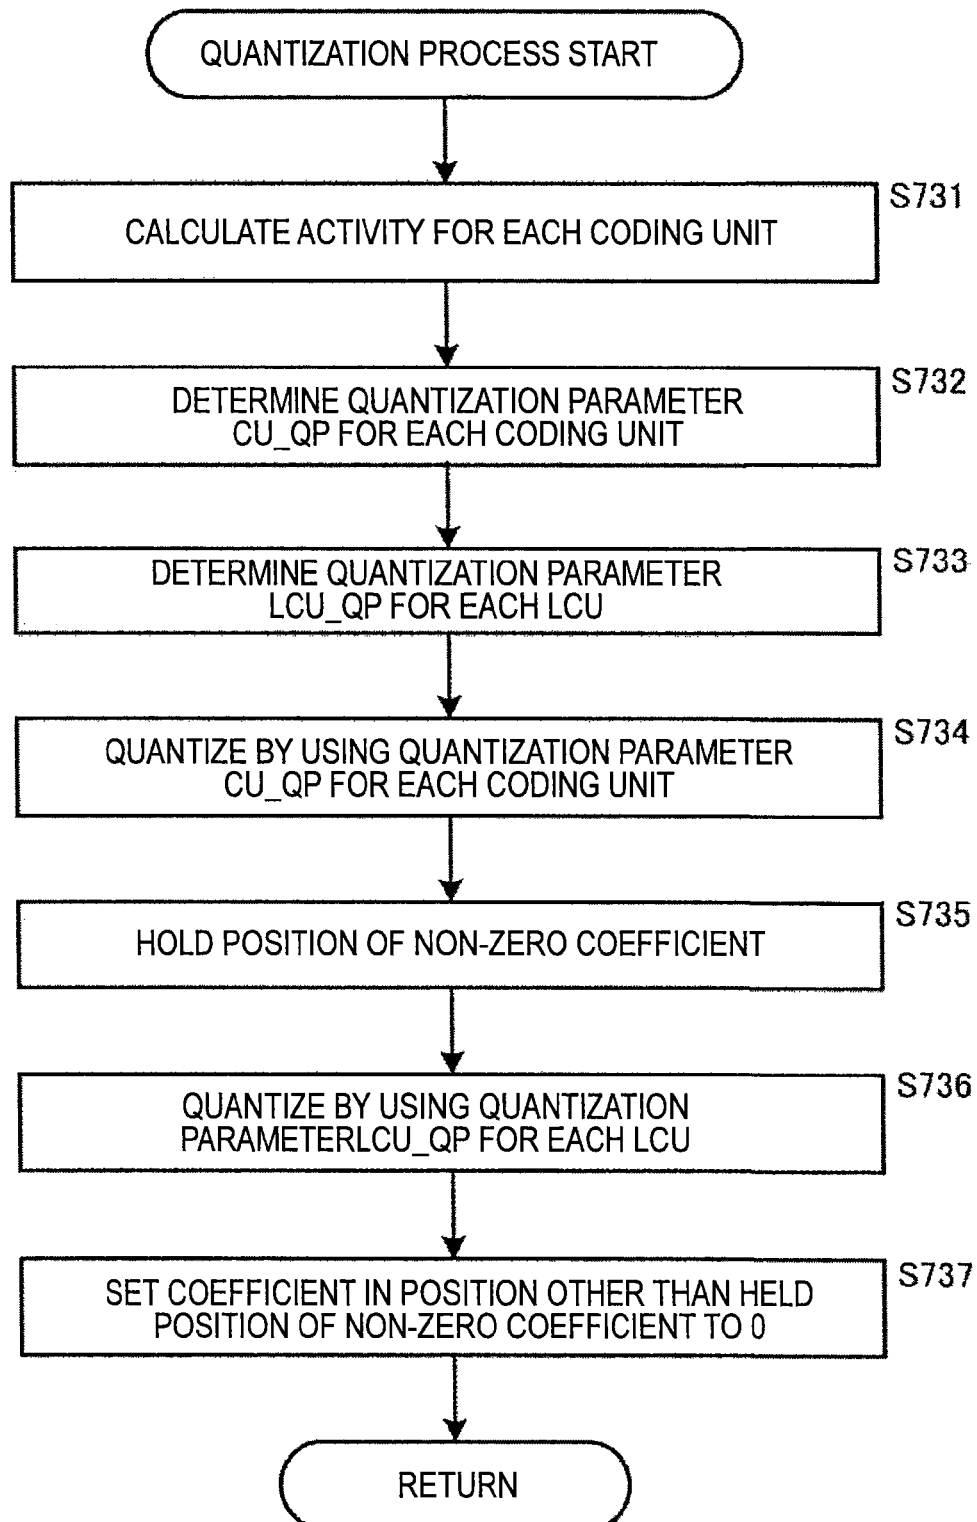 QUANTIZATION PROCESS START
S731
CALCULATE ACTIVITY FOR EACH CODING UNIT
S732
DETERMINE QUANTIZATION PARAMETER
CU_QP FOR EACH CODING UNIT
S733
DETERMINE QUANTIZATION PARAMETER
LCU_QP FOR EACH LCU
S734
QUANTIZE BY USING QUANTIZATION PARAMETER
CU_QP FOR EACH CODING UNIT
S735
HOLD POSITION OF NON-ZERO COEFFICIENT
S736
QUANTIZE BY USING QUANTIZATION
PARAMETERLCU_QP FOR EACH LCU
S737
SET COEFFICIENT IN POSITION OTHER THAN HELD
POSITION OF NON-ZERO COEFFICIENT TO 0
RETURN